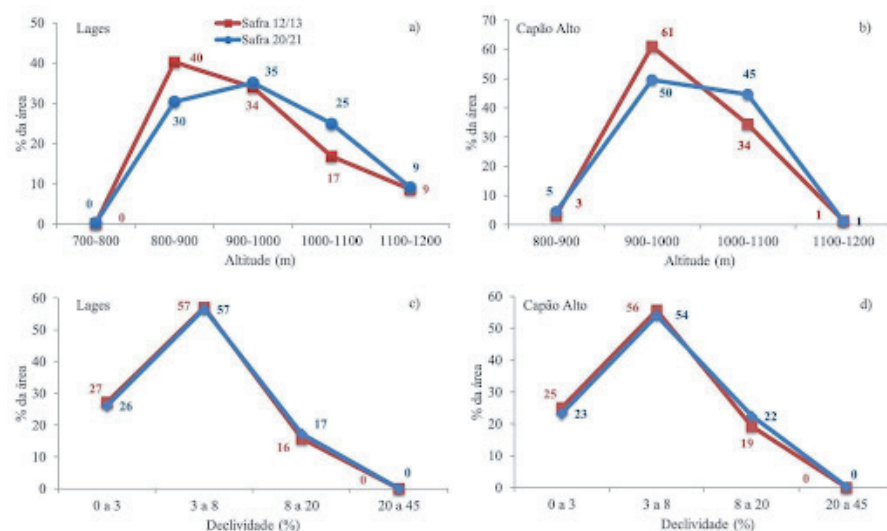 Lages
Safra 12/13
Safra 20/21
a)
% da área
50
40
30
20
10
0
0
0
40
30
35
34
25
17
9
9
700-800
800-900
900-1000
1000-1100
1100-1200
Altitude (m)
Capão Alto
b)
% da área
70
60
50
40
30
20
10
0
5
3
61
50
45
34
1
1
800-900
900-1000
1000-1100
1100-1200
Altitude (m)
Lages
c)
% da área
60
50
40
30
20
10
0
27
26
57
57
17
16
0
0
0 a 3
3 a 8
8 a 20
20 a 45
Declividade (%)
Capão Alto
d)
% da área
60
50
40
30
20
10
0
25
23
56
54
22
19
0
0
0 a 3
3 a 8
8 a 20
20 a 45
Declividade (%)